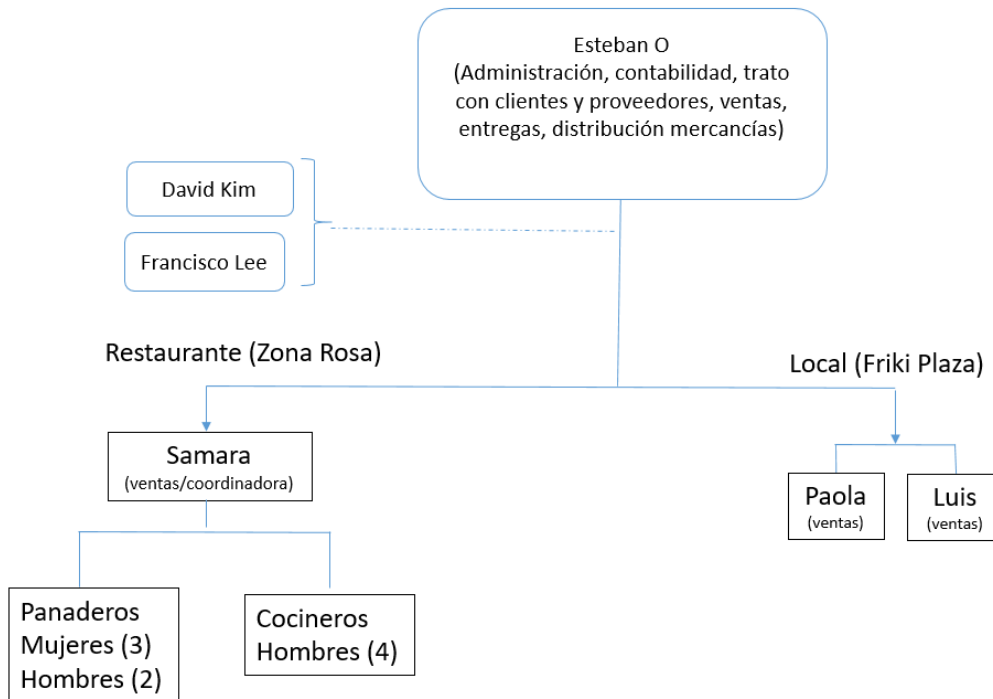 Esteban O
(Administración, contabilidad, trato
con clientes y proveedores, ventas,
entregas, distribución mercancías)
David Kim
Francisco Lee
Restaurante (Zona Rosa)
Local (Friki Plaza)
Samara
(ventas/coordinadora)
Paola
(ventas)
Luis
(ventas)
Panaderos
Mujeres (3)
Hombres (2)
Cocineros
Hombres (4)